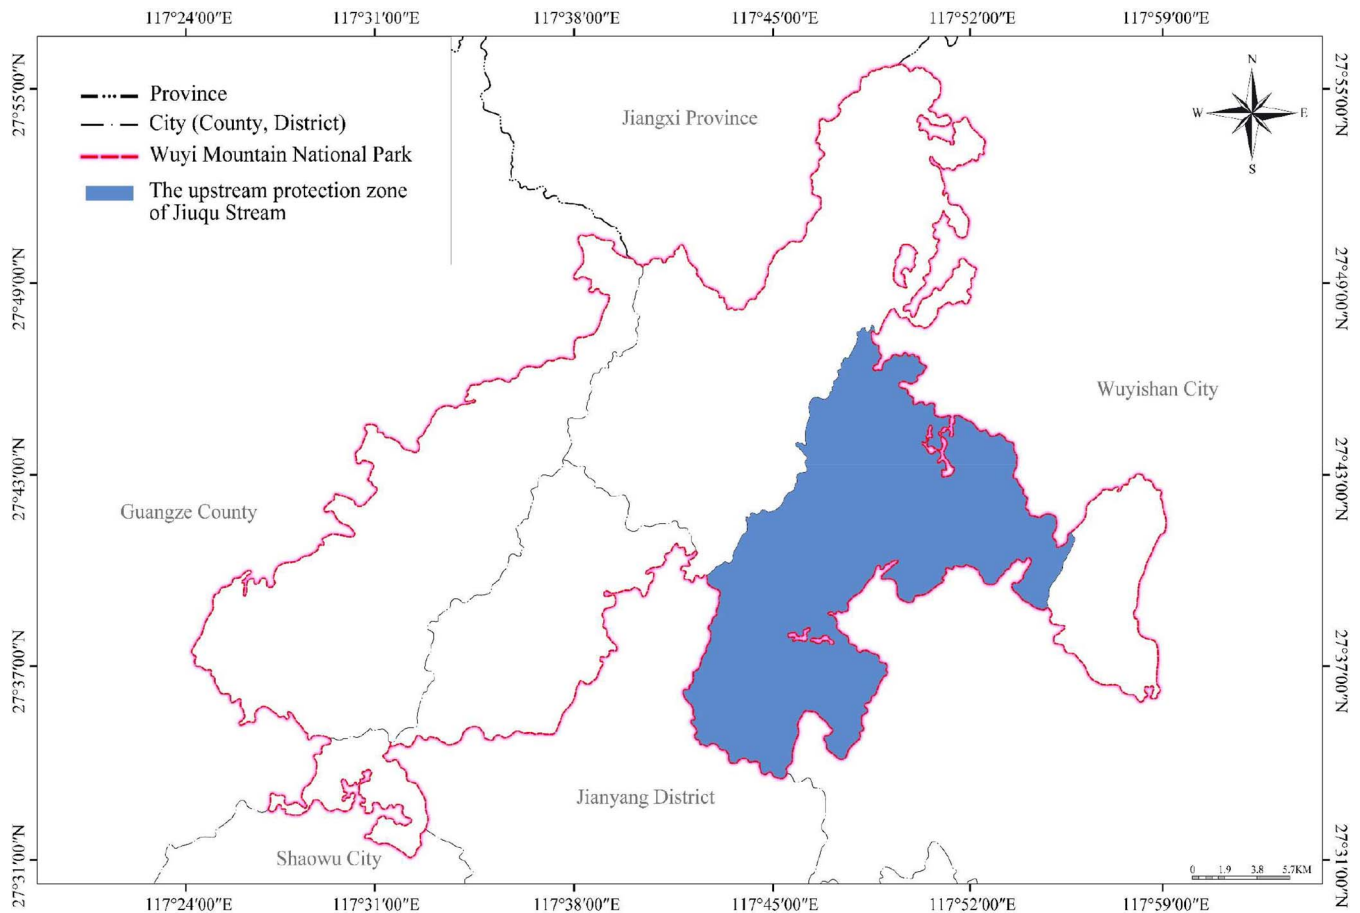 117°24′00″E 117°31′00″E 117°38′00″E 117°45′00″E 117°52′00″E 117°59′00″E
N
W E
S
Province
City (County, District)
Wuyi Mountain National Park
The upstream protection zone
of Jiuqu Stream
Jiangxi Province
Wuyishan City
Guangze County
Jianyang District
Shaowu City
27°55′00″N
27°49′00″N
27°43′00″N
27°37′00″N
27°31′00″N
27°55′00″N
27°49′00″N
27°43′00″N
27°37′00″N
27°31′00″N
0 1.9 3.8 5.7KM
117°24′00″E 117°31′00″E 117°38′00″E 117°45′00″E 117°52′00″E 117°59′00″E